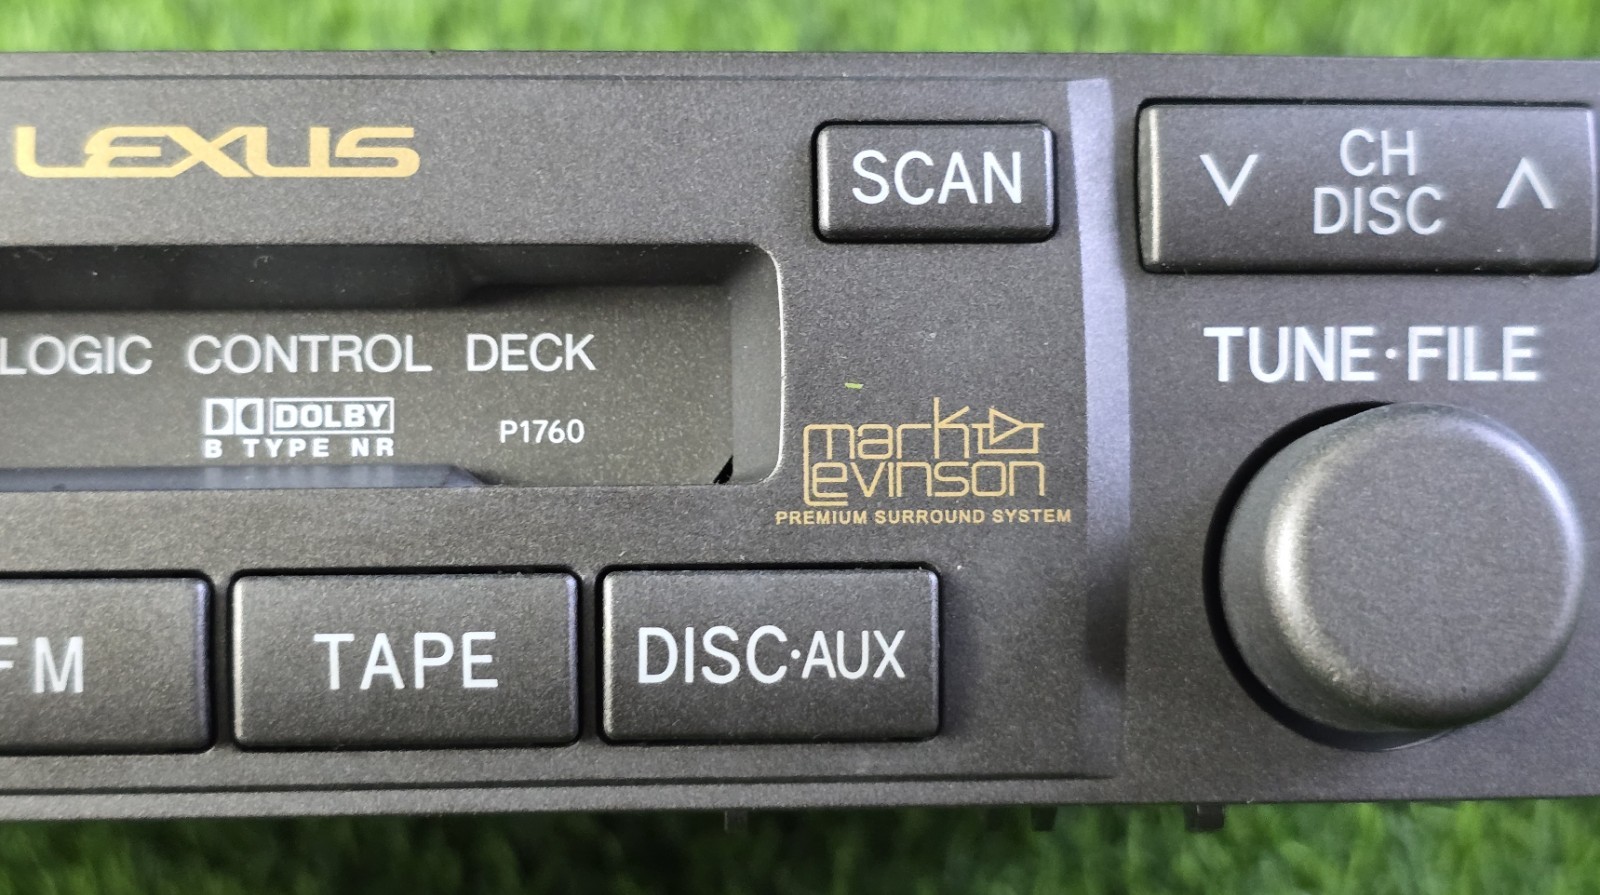 LEXUS
SCAN
CH
DISC
LOGIC CONTROL DECK
DOLBY
B TYPE NR
P1760
TUNE·FILE
mark
Levinson
PREMIUM SURROUND SYSTEM
FM
TAPE
DISC·AUX